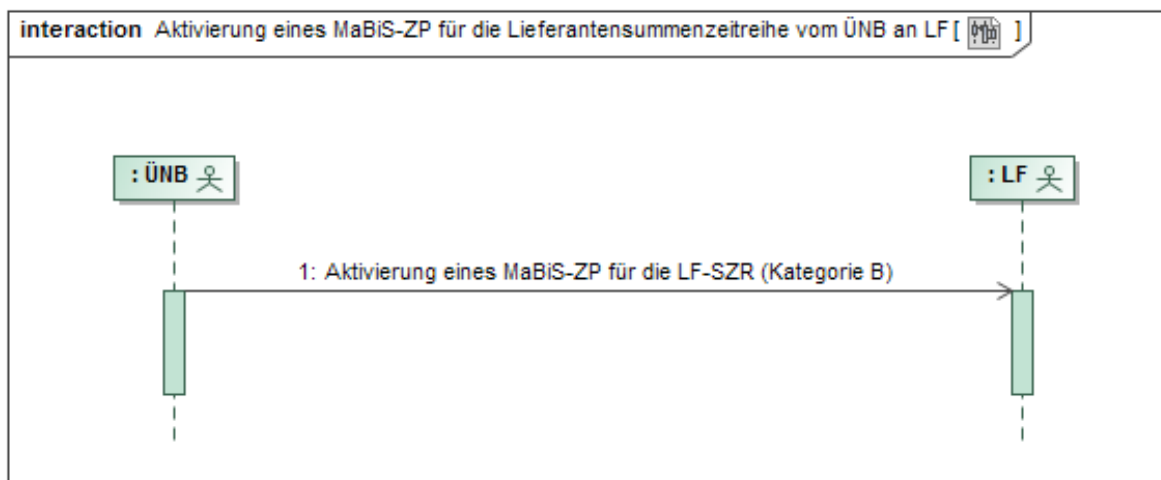 interaction Aktivierung eines MaBiS-ZP für die Lieferantensummenzeitreihe vom ÜNB an LF [ ]
: ÜNB
: LF
1: Aktivierung eines MaBiS-ZP für die LF-SZR (Kategorie B)